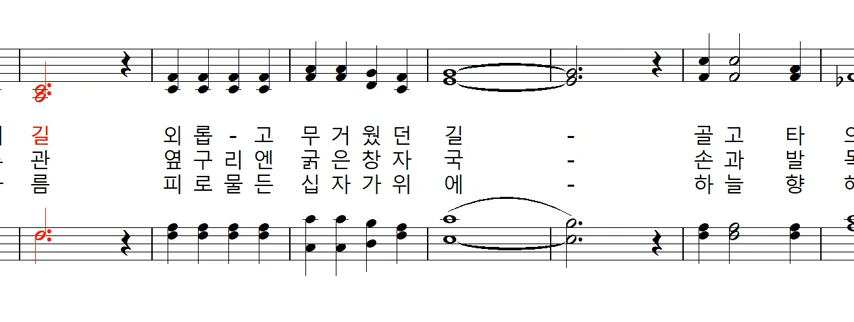 길 외 롭 - 고 무 거 웠 던 길 - 골 고 타
관 옆 구 리 엔 굵 은 창 자 국 - 손 과 발
름 피 로 물 든 십 자 가 위 에 - 하 늘 향